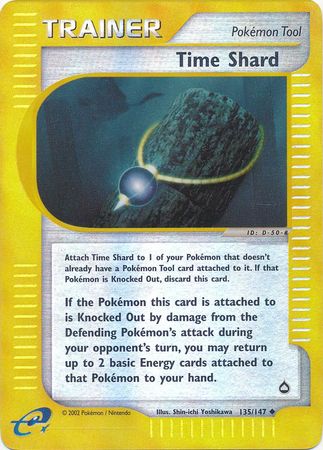 TRAINER
Pokémon Tool
Time Shard
ID: D-50-#
Attach Time Shard to 1 of your Pokémon that doesn't
already have a Pokémon Tool card attached to it. If that
Pokémon is Knocked Out, discard this card.
If the Pokémon this card is attached to
is Knocked Out by damage from the
Defending Pokémon's attack during
your opponent's turn, you may return
up to 2 basic Energy cards attached to
that Pokémon to your hand.
e
©2002 Pokémon / Nintendo
Illus. Shin-ichi Yoshikawa
135/147